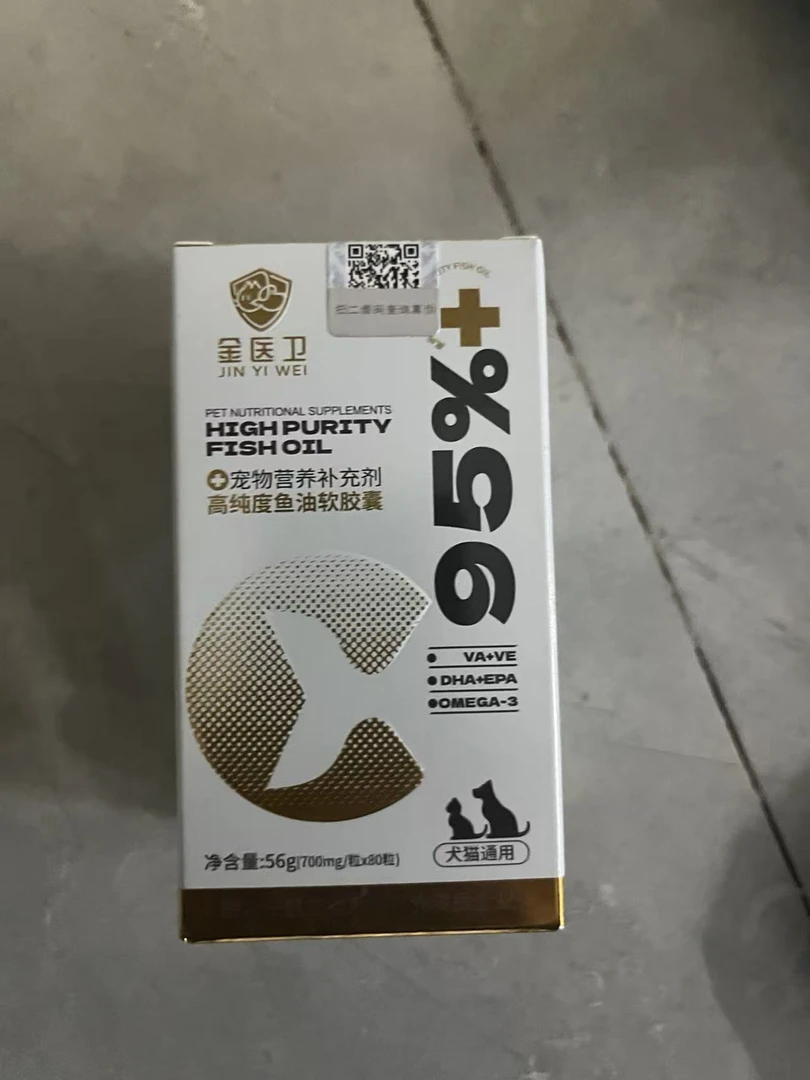 金医卫
JIN YI WEI
PET NUTRITIONAL SUPPLEMENTS
HIGH PURITY
FISH OIL
宠物营养补充剂
高纯度鱼油软胶囊
FISH OIL
95%+
VA+VE
DHA+EPA
OMEGA-3
犬猫通用
净含量:56g(700mg/粒x80粒)